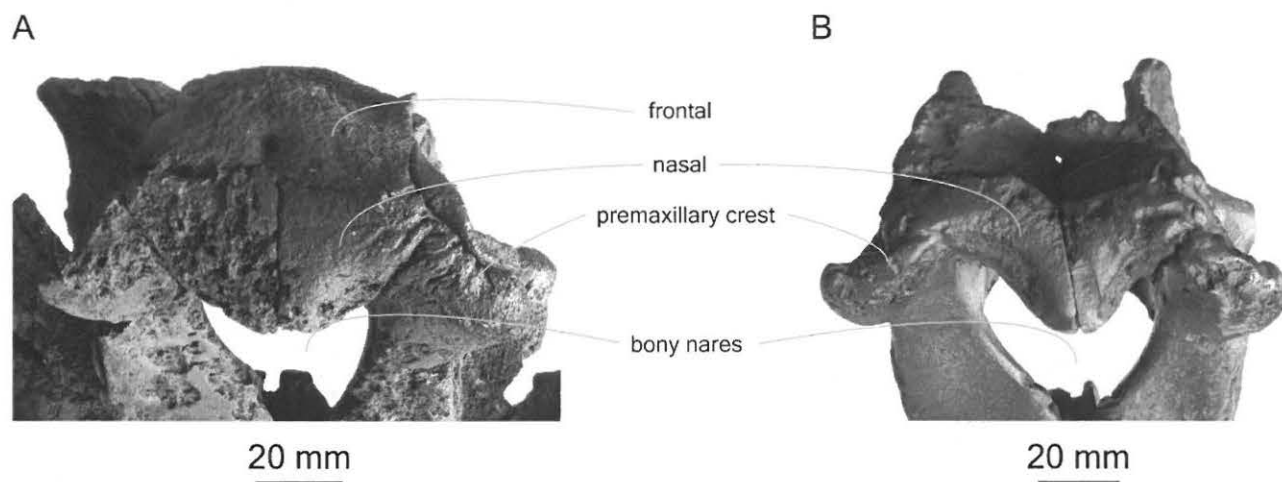 A
B
frontal
nasal
premaxillary crest
bony nares
20 mm
20 mm